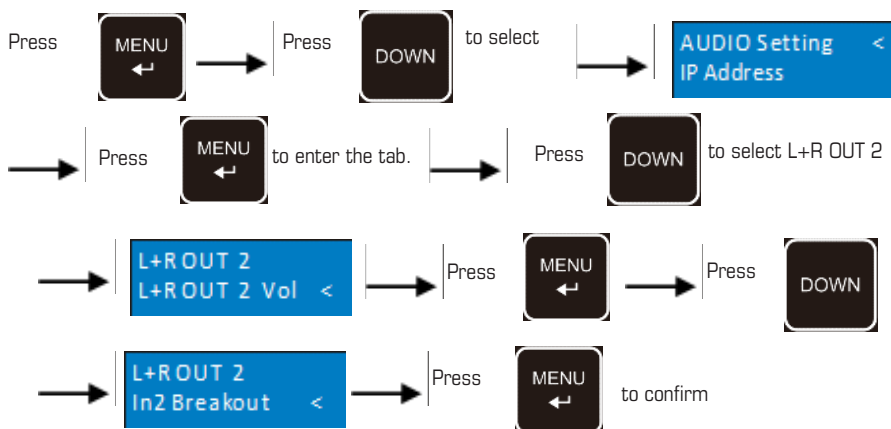 Press MENU Press DOWN to select AUDIO Setting <
IP Address
Press MENU to enter the tab. Press DOWN to select L+R OUT 2
L+R OUT 2
L+R OUT 2 Vol <
Press MENU Press DOWN
L+R OUT 2
In2 Breakout <
Press MENU to confirm